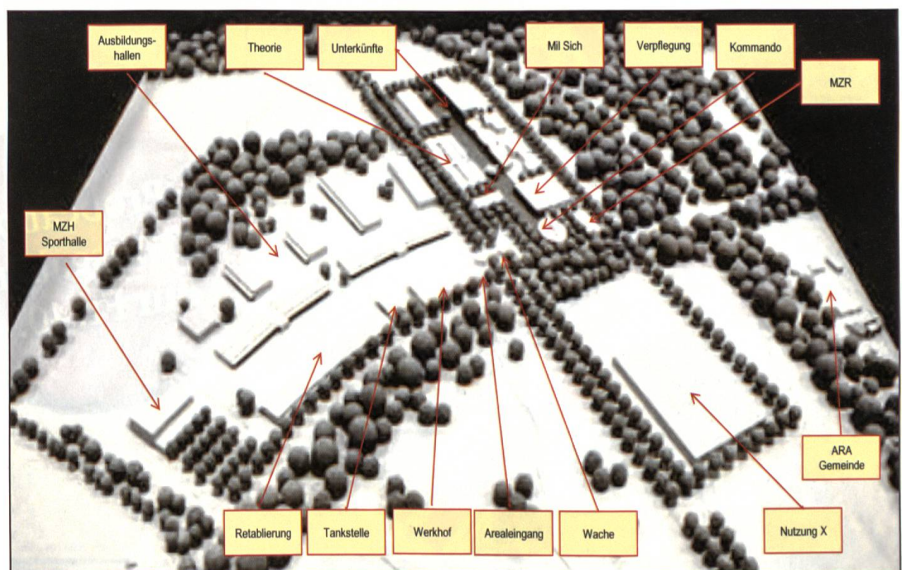 Ausbildungs-
hallen
Theorie
Unterkünfte
Mil Sich
Verpflegung
Kommando
MZR
MZH
Sporthalle
ARA
Gemeinde
Retablierung
Tankstelle
Werkhof
Arealeingang
Wache
Nutzung X